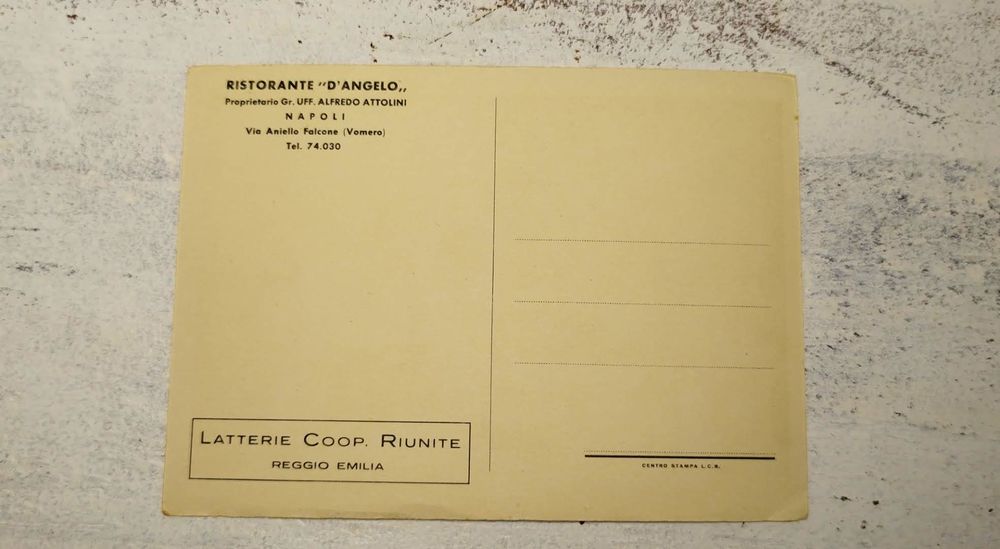 RISTORANTE "D'ANGELO,,
Proprietario Gr. UFF. ALFREDO ATTOLINI
NAPOLI
Via Aniello Falcone (Vomero)
Tel. 74.030
LATTERIE COOP. RIUNITE
REGGIO EMILIA
CENTRO STAMPA L.C.R.